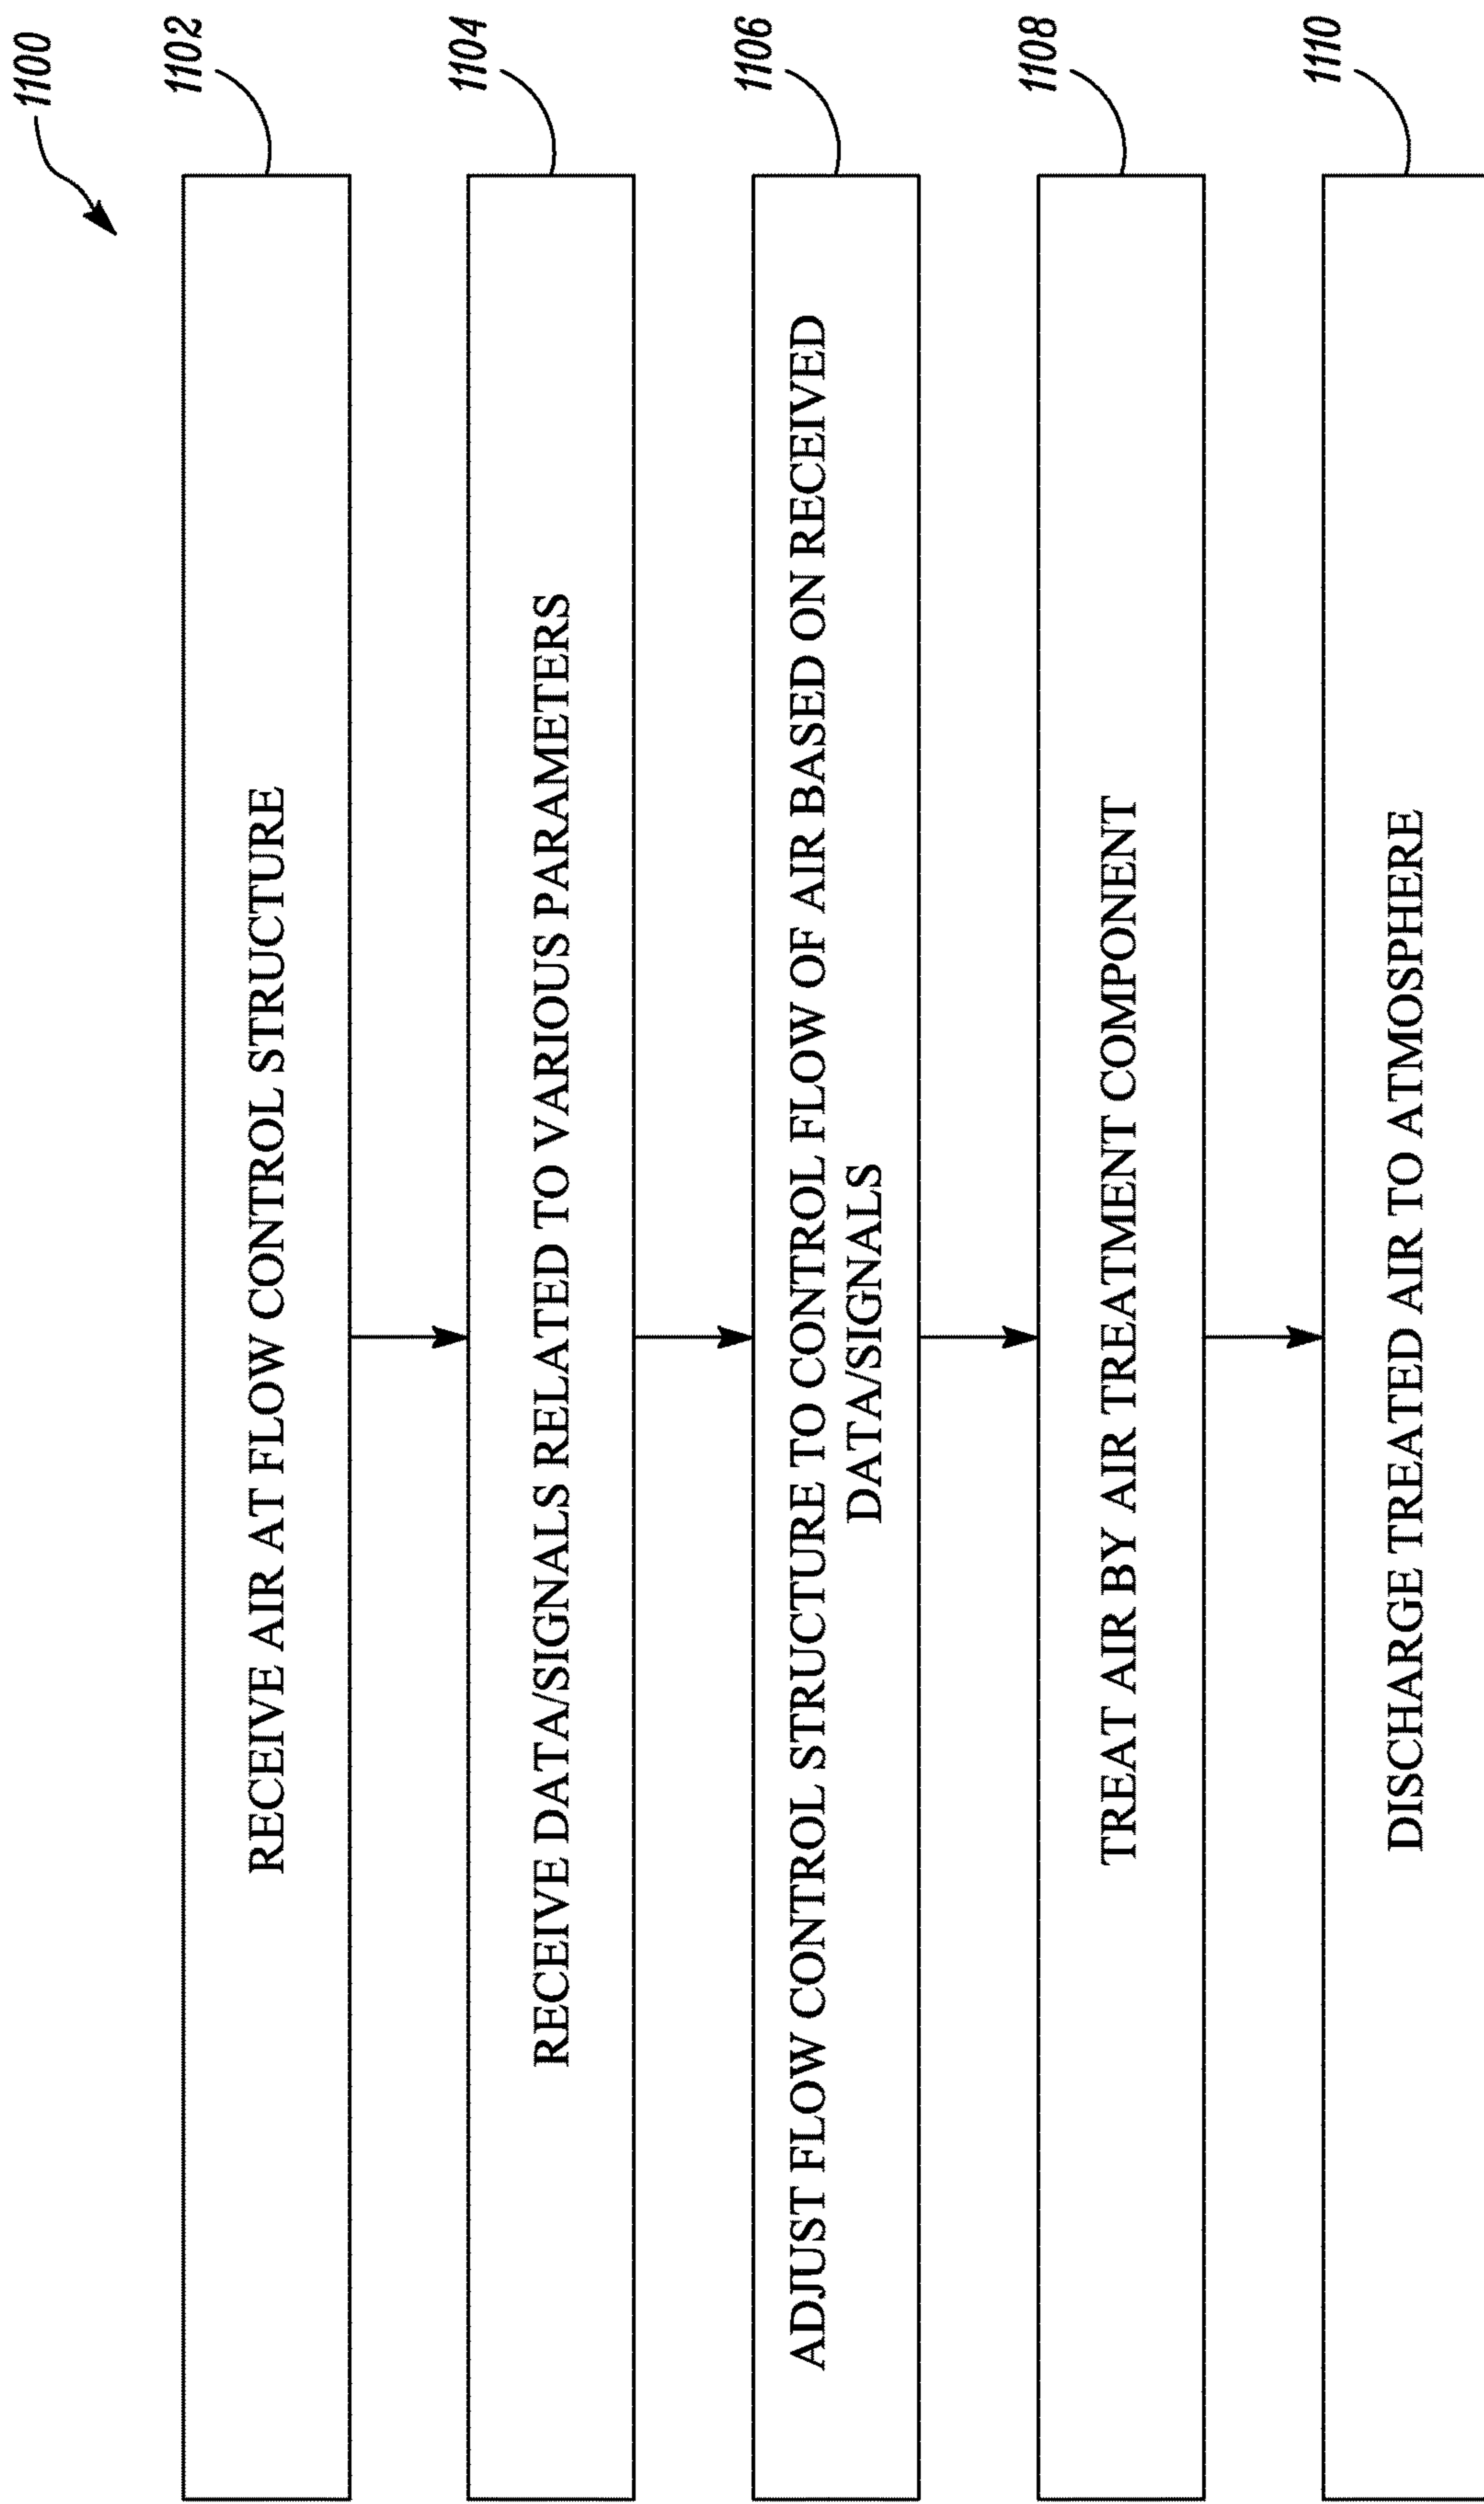 1100
1102
RECEIVE AIR AT FLOW CONTROL STRUCTURE
1104
RECEIVE DATA/SIGNALS RELATED TO VARIOUS PARAMETERS
1106
ADJUST FLOW CONTROL STRUCTURE TO CONTROL FLOW OF AIR BASED ON RECEIVED
DATA/SIGNALS
1108
TREAT AIR BY AIR TREATMENT COMPONENT
1110
DISCHARGE TREATED AIR TO ATMOSPHERE